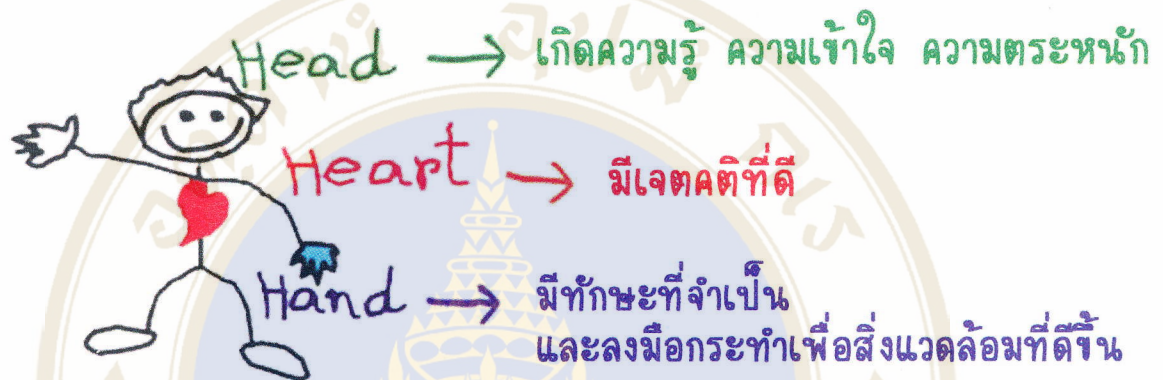 Head → เกิดความรู้ ความเข้าใจ ความตระหนัก
Heart → มีเจตคติที่ดี
Hand → มีทักษะที่จำเป็น
และลงมือกระทำเพื่อสิ่งแวดล้อมที่ดีขึ้น